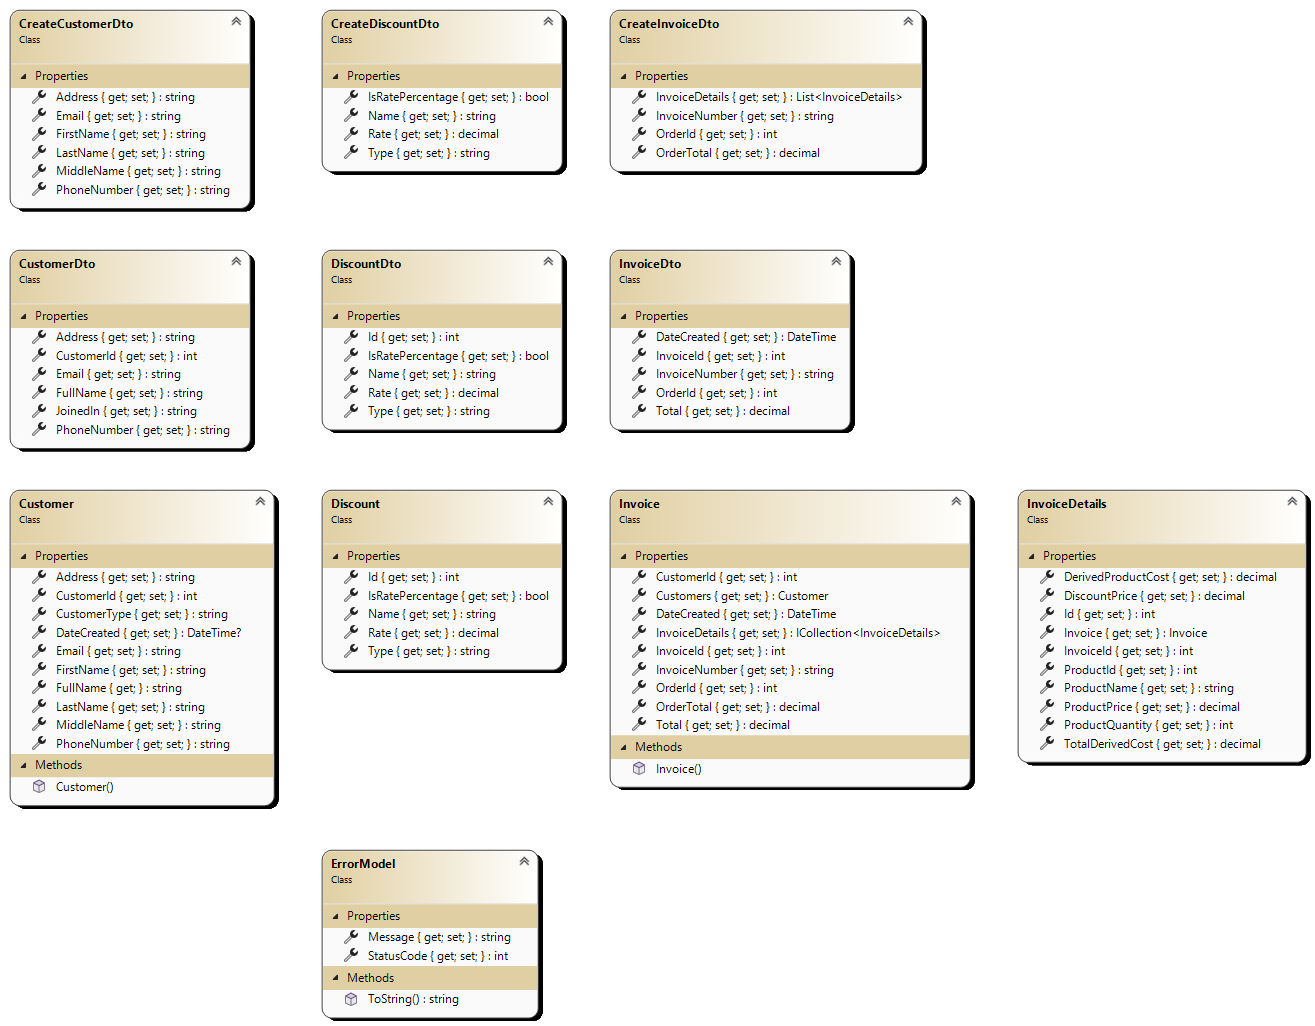 CreateCustomerDto
Class
Properties
Address { get; set; } : string
Email { get; set; } : string
FirstName { get; set; } : string
LastName { get; set; } : string
MiddleName { get; set; } : string
PhoneNumber { get; set; } : string
CreateDiscountDto
Class
Properties
IsRatePercentage { get; set; } : bool
Name { get; set; } : string
Rate { get; set; } : decimal
Type { get; set; } : string
CreateInvoiceDto
Class
Properties
InvoiceDetails { get; set; } : List<InvoiceDetails>
InvoiceNumber { get; set; } : string
OrderId { get; set; } : int
OrderTotal { get; set; } : decimal
CustomerDto
Class
Properties
Address { get; set; } : string
CustomerId { get; set; } : int
Email { get; set; } : string
FullName { get; set; } : string
JoinedIn { get; set; } : string
PhoneNumber { get; set; } : string
DiscountDto
Class
Properties
Id { get; set; } : int
IsRatePercentage { get; set; } : bool
Name { get; set; } : string
Rate { get; set; } : decimal
Type { get; set; } : string
InvoiceDto
Class
Properties
DateCreated { get; set; } : DateTime
InvoiceId { get; set; } : int
InvoiceNumber { get; set; } : string
OrderId { get; set; } : int
Total { get; set; } : decimal
Customer
Class
Properties
Address { get; set; } : string
CustomerId { get; set; } : int
CustomerType { get; set; } : string
DateCreated { get; set; } : DateTime?
Email { get; set; } : string
FirstName { get; set; } : string
FullName { get; } : string
LastName { get; set; } : string
MiddleName { get; set; } : string
PhoneNumber { get; set; } : string
Methods
Customer()
Discount
Class
Properties
Id { get; set; } : int
IsRatePercentage { get; set; } : bool
Name { get; set; } : string
Rate { get; set; } : decimal
Type { get; set; } : string
Invoice
Class
Properties
CustomerId { get; set; } : int
Customers { get; set; } : Customer
DateCreated { get; set; } : DateTime
InvoiceDetails { get; set; } : ICollection<InvoiceDetails>
InvoiceId { get; set; } : int
InvoiceNumber { get; set; } : string
OrderId { get; set; } : int
OrderTotal { get; set; } : decimal
Total { get; set; } : decimal
Methods
Invoice()
InvoiceDetails
Class
Properties
DerivedProductCost { get; set; } : decimal
DiscountPrice { get; set; } : decimal
Id { get; set; } : int
Invoice { get; set; } : Invoice
InvoiceId { get; set; } : int
ProductId { get; set; } : int
ProductName { get; set; } : string
ProductPrice { get; set; } : decimal
ProductQuantity { get; set; } : int
TotalDerivedCost { get; set; } : decimal
ErrorModel
Class
Properties
Message { get; set; } : string
StatusCode { get; set; } : int
Methods
ToString() : string